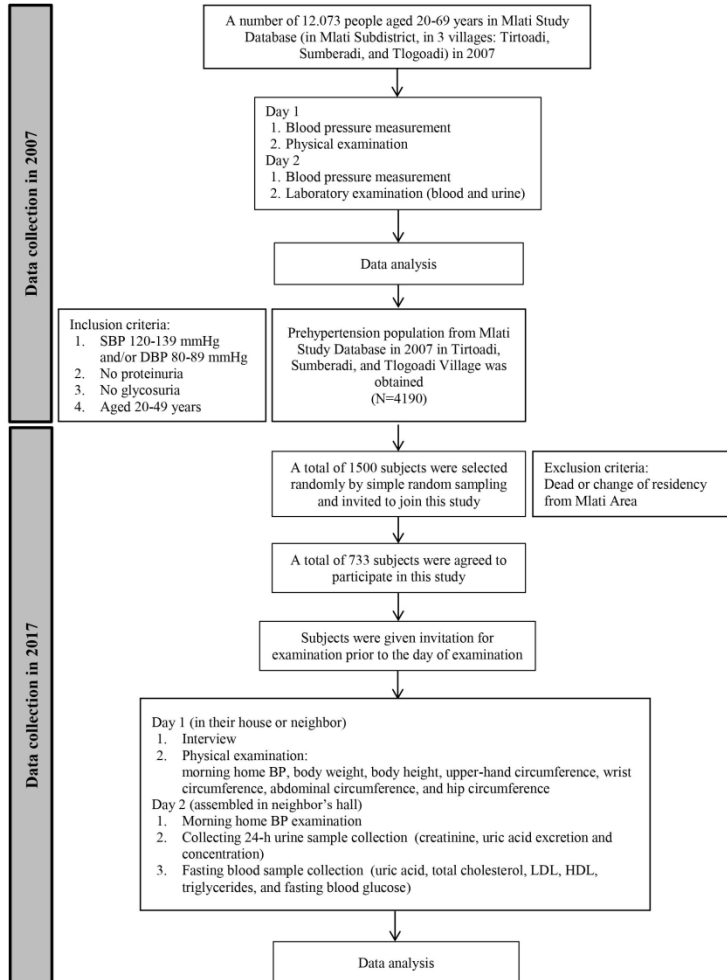 Data collection in 2007
A number of 12.073 people aged 20-69 years in Mlati Study
Database (in Mlati Subdistrict, in 3 villages: Tirtoadi,
Sumberadi, and Tlogoadi) in 2007
Day 1
1. Blood pressure measurement
2. Physical examination
Day 2
1. Blood pressure measurement
2. Laboratory examination (blood and urine)
Data analysis
Inclusion criteria:
1. SBP 120-139 mmHg
and/or DBP 80-89 mmHg
2. No proteinuria
3. No glycosuria
4. Aged 20-49 years
Prehypertension population from Mlati
Study Database in 2007 in Tirtoadi,
Sumberadi, and Tlogoadi Village was
obtained
(N=4190)
Data collection in 2017
A total of 1500 subjects were selected
randomly by simple random sampling
and invited to join this study
Exclusion criteria:
Dead or change of residency
from Mlati Area
A total of 733 subjects were agreed to
participate in this study
Subjects were given invitation for
examination prior to the day of examination
Day 1 (in their house or neighbor)
1. Interview
2. Physical examination:
morning home BP, body weight, body height, upper-hand circumference, wrist
circumference, abdominal circumference, and hip circumference
Day 2 (assembled in neighbor's hall)
1. Morning home BP examination
2. Collecting 24-h urine sample collection (creatinine, uric acid excretion and
concentration)
3. Fasting blood sample collection (uric acid, total cholesterol, LDL, HDL,
triglycerides, and fasting blood glucose)
Data analysis